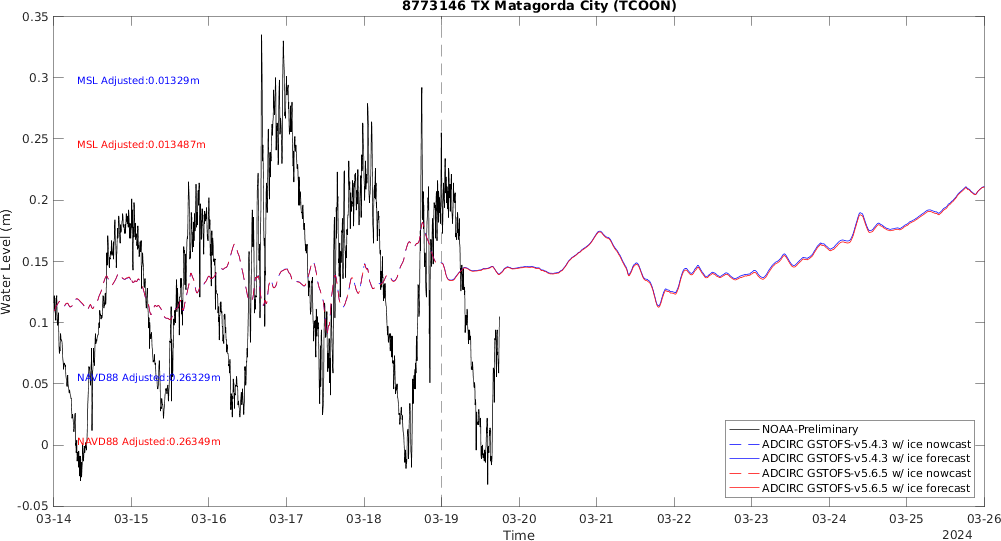 8773146 TX Matagorda City (TCOON)
0.35
0.3
0.25
0.2
0.15
0.1
0.05
0
-0.05
Water Level (m)
MSL Adjusted:0.01329m
MSL Adjusted:0.013487m
NAVD88 Adjusted:0.26329m
NAVD88 Adjusted:0.26349m
NOAA-Preliminary
ADCIRC GSTOFS-v5.4.3 w/ ice nowcast
ADCIRC GSTOFS-v5.4.3 w/ ice forecast
ADCIRC GSTOFS-v5.6.5 w/ ice nowcast
ADCIRC GSTOFS-v5.6.5 w/ ice forecast
03-14 03-15 03-16 03-17 03-18 03-19 03-20 03-21 03-22 03-23 03-24 03-25 03-26
Time
2024